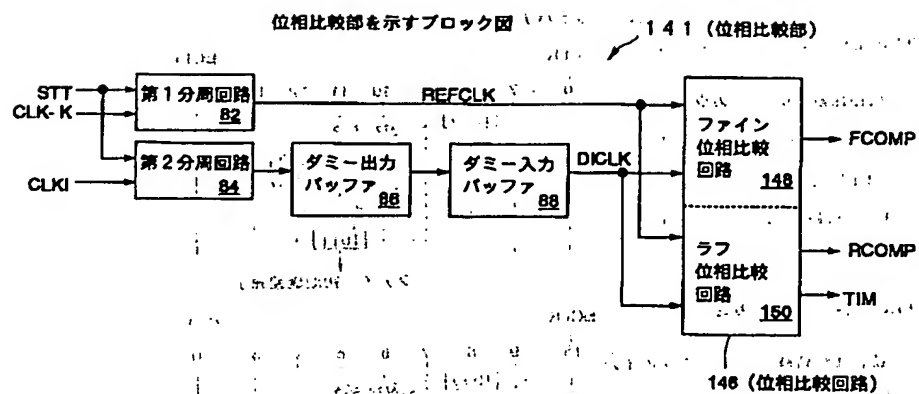 位相比較部を示すブロック図
141(位相比較部)
STT
CLK-K
第1分周回路
82
REFCLK
CLKI
第2分周回路
84
ダミー出力
バッファ
86
ダミー入力
バッファ
88
DICLK
ファイン
位相比較
回路
148
FCOMP
ラフ
位相比較
回路
150
RCOMP
TIM
146(位相比較回路)